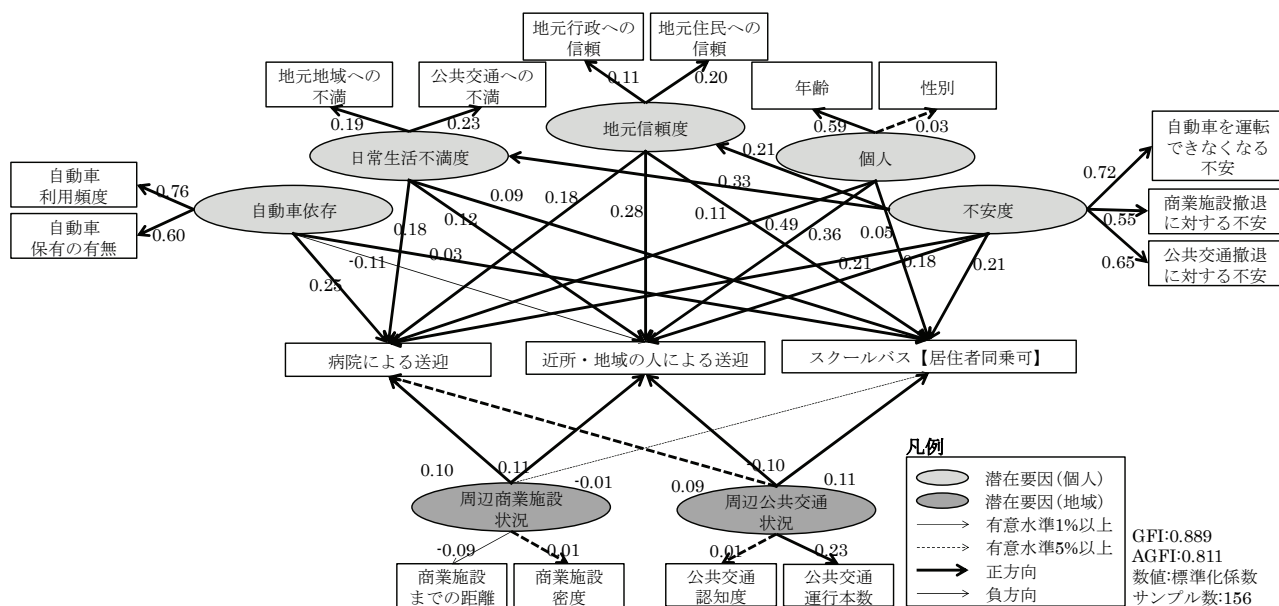 地元行政への
信頼
地元住民への
信頼
0.11
0.20
地元地域への
不満
公共交通への
不満
年齢
性別
0.19
0.23
地元信頼度
0.59
0.03
自動車を運転
できなくなる
不安
日常生活不満度
0.21
個人
0.72
自動車
利用頻度
0.76
0.33
商業施設撤退
に対する不安
自動車依存
0.09
0.18
不安度
0.55
自動車
保有の有無
0.60
0.18
0.12
0.18
0.28
0.11
0.36
0.05
公共交通撤退
に対する不安
0.65
0.49
-0.11
0.03
0.21
0.18
0.21
0.25
病院による送迎
近所・地域の人による送迎
スクールバス【居住者同乗可】
0.10
0.11
-0.01
0.09
-0.10
0.11
周辺商業施設
状況
周辺公共交通
状況
-0.09
0.01
0.01
0.23
商業施設
までの距離
商業施設
密度
公共交通
認知度
公共交通
運行本数
凡例
潜在要因(個人)
潜在要因(地域)
有意水準1%以上
有意水準5%以上
正方向
負方向
GFI:0.889
AGFI:0.811
数値:標準化係数
サンプル数:156